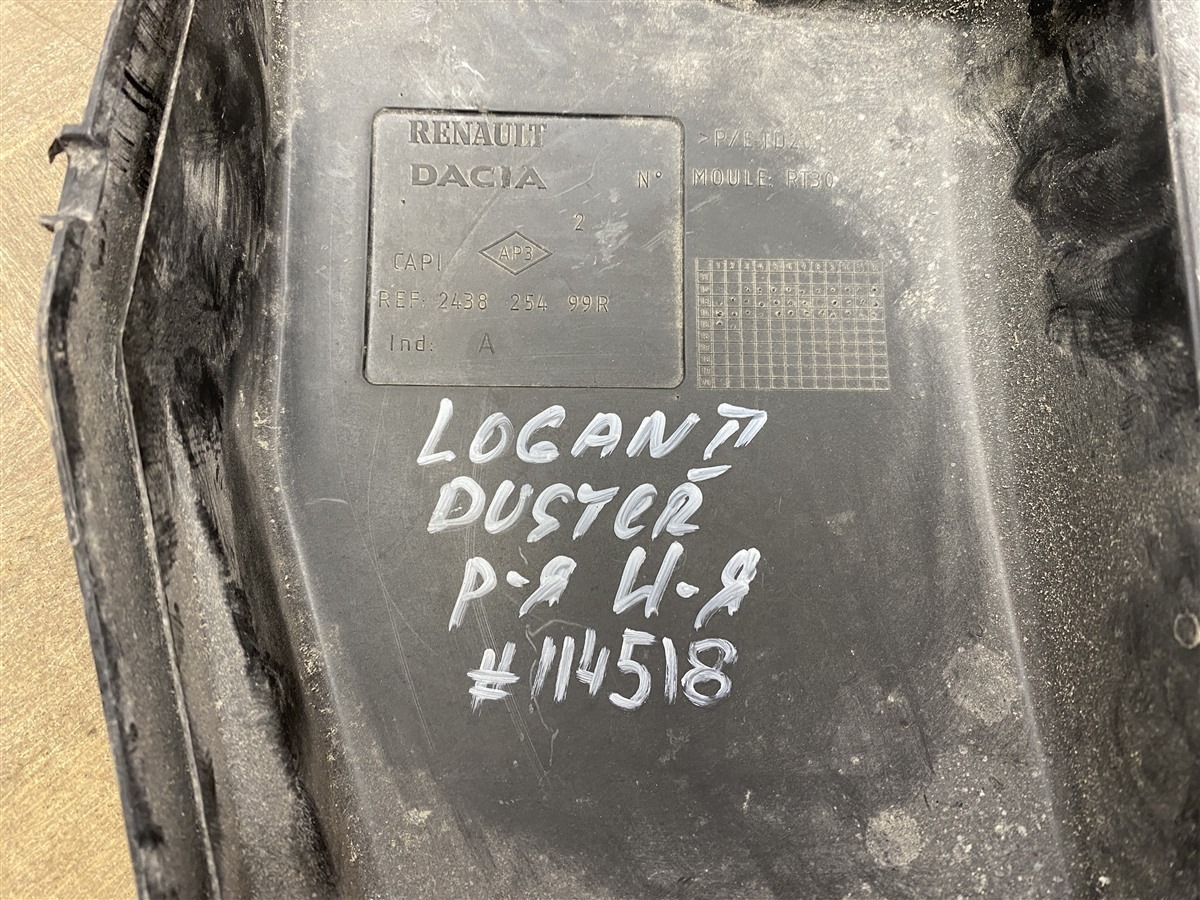 RENAULT
DACIA
N°
2
CAPI
AP3
REF: 2438 254 99R
Ind: A
MOULE: RT30
LOGAN II
DUSTER
Р-Я Ч-Я
#114518